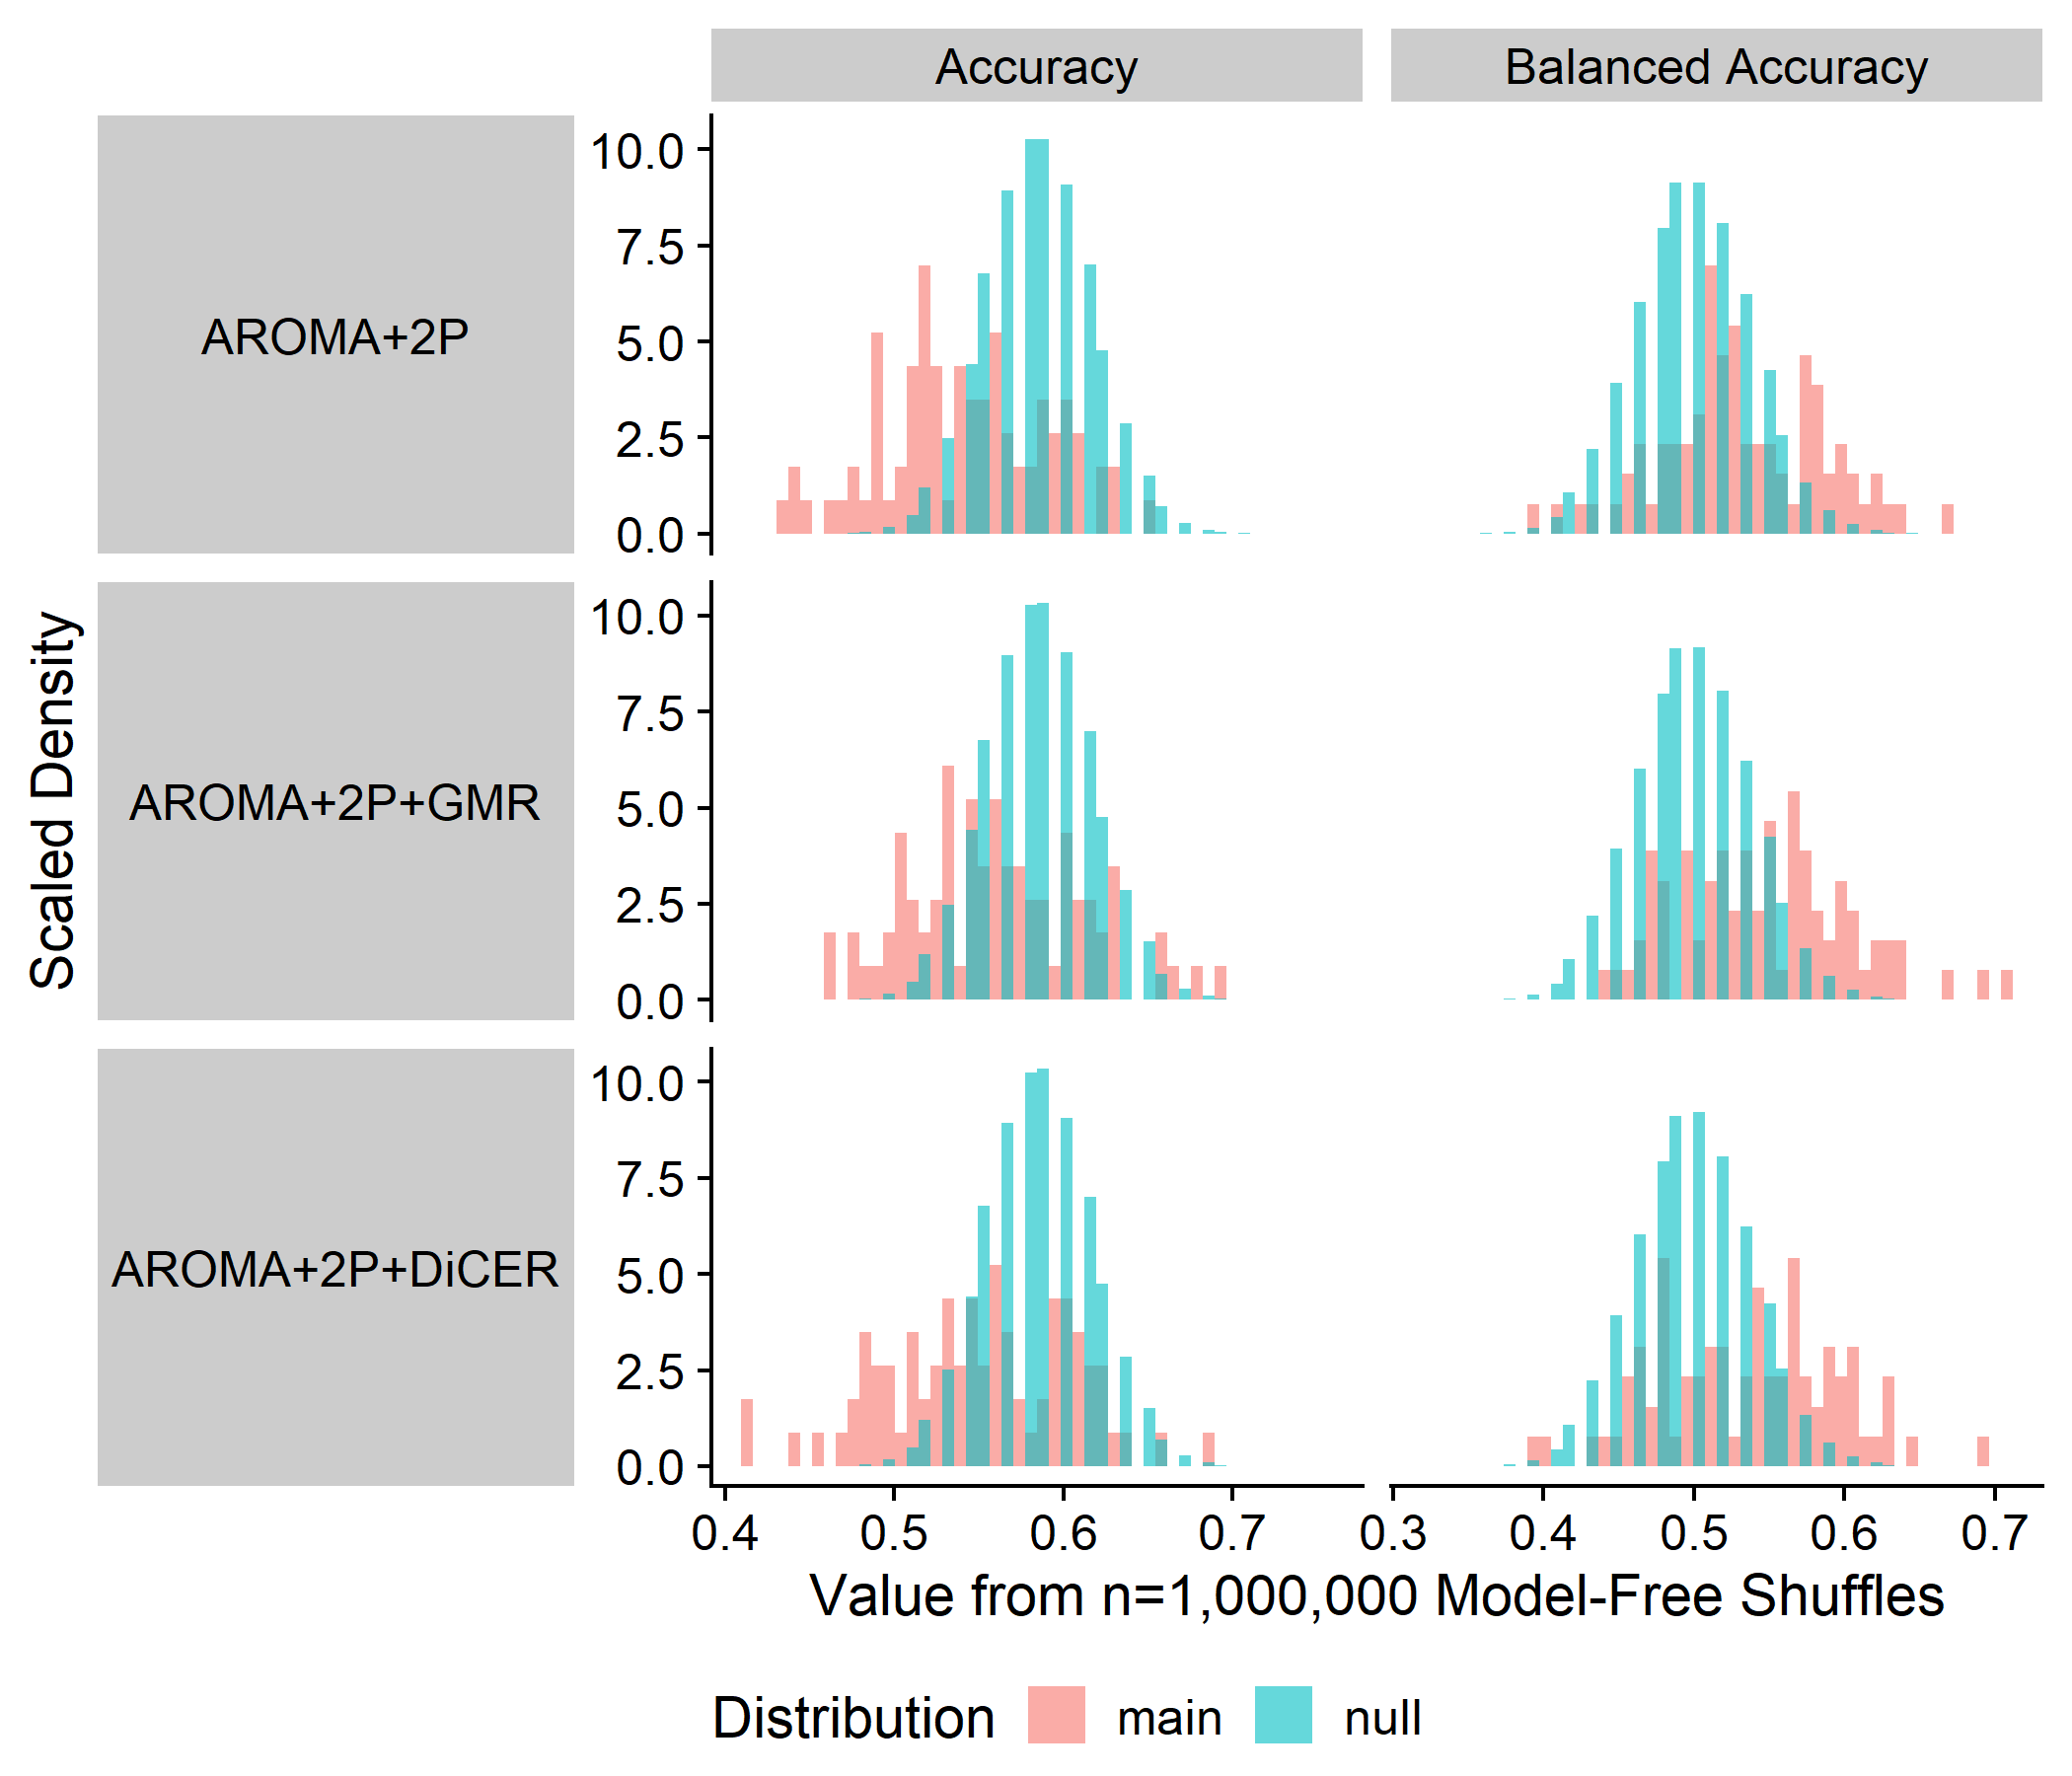 Accuracy
Balanced Accuracy
Scaled Density
AROMA+2P
10.0
7.5
5.0
2.5
0.0
AROMA+2P+GMR
10.0
7.5
5.0
2.5
0.0
AROMA+2P+DiCER
10.0
7.5
5.0
2.5
0.0
0.4 0.5 0.6 0.7 0.3 0.4 0.5 0.6 0.7
Value from n=1,000,000 Model-Free Shuffles
Distribution main null